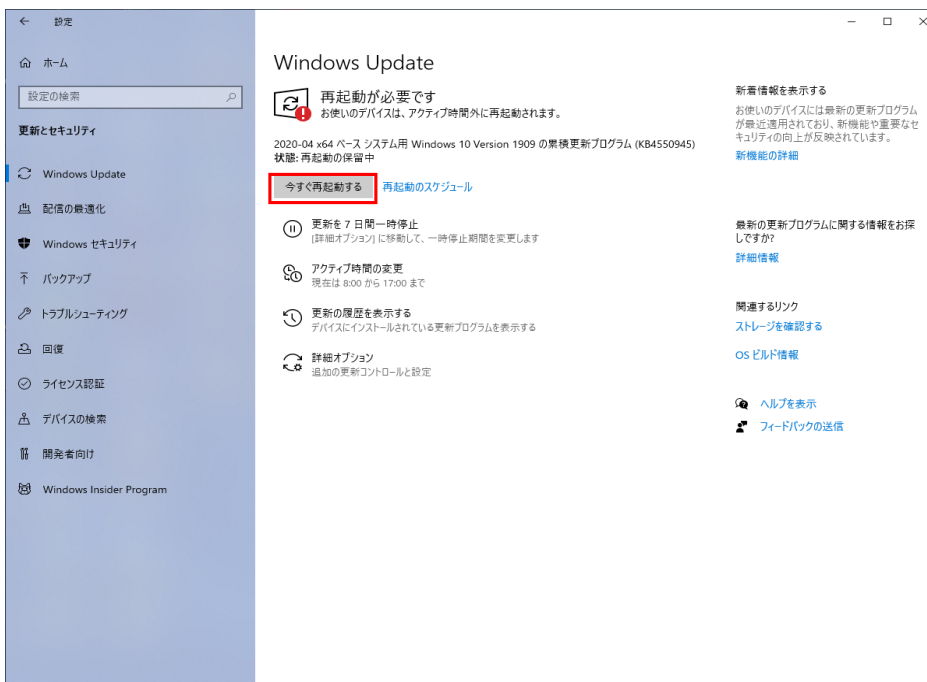 設定
ホーム
設定の検索
更新とセキュリティ
Windows Update
配信の最適化
Windows セキュリティ
バックアップ
トラブルシューティング
回復
ライセンス認証
デバイスの検索
開発者向け
Windows Insider Program
Windows Update
再起動が必要です
お使いのデバイスは、アクティブ時間外に再起動されます。
2020-04 x64 ベース システム用 Windows 10 Version 1909 の累積更新プログラム (KB4550945)
状態: 再起動の保留中
今すぐ再起動する 再起動のスケジュール
更新を 7 日間一時停止
[詳細オプション] に移動して、一時停止期間を変更します
アクティブ時間の変更
現在は 8:00 から 17:00 まで
更新の履歴を表示する
デバイスにインストールされている更新プログラムを表示する
詳細オプション
追加の更新コントロールと設定
新着情報を表示する
お使いのデバイスには最新の更新プログラム
が最近適用されており、新機能や重要なセ
キュリティの向上が反映されています。
新機能の詳細
最新の更新プログラムに関する情報をお探
しですか?
詳細情報
関連するリンク
ストレージを確認する
OS ビルド情報
ヘルプを表示
フィードバックの送信